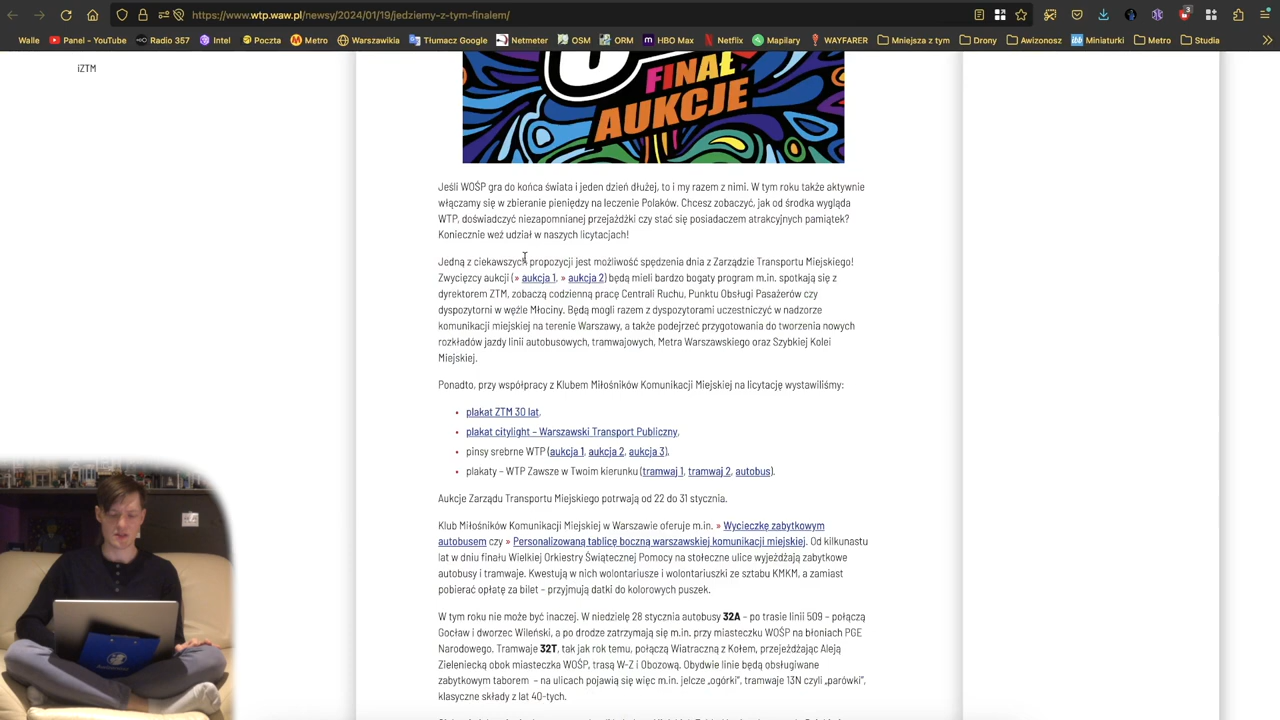 https://www.wtp.waw.pl/newsy/2024/01/19/jedziemy-z-tym-finalem/
Walle Panel - YouTube Radio 357 Intel Poczta Metro Warszawikia Tłumacz Google Netmeter OSM ORM HBO Max Netflix Mapilary WAYFARER Mniejsza z tym Drony Awizonosz Miniaturki Metro Studia
iZTM
FINAŁ
AUKCJE
Jeśli WOŚP gra do końca świata i jeden dzień dłużej, to i my razem z nimi. W tym roku także aktywnie
włączamy się w zbieranie pieniędzy na leczenie Polaków. Chcesz zobaczyć, jak od środka wygląda
WTP, doświadczyć niezapomnianej przejażdżki czy stać się posiadaczem atrakcyjnych pamiątek?
Koniecznie weź udział w naszych licytacjach!
Jedną z ciekawszych propozycji jest możliwość spędzenia dnia z Zarządzie Transportu Miejskiego!
Zwycięzcy aukcji (» aukcja 1, » aukcja 2) będą mieli bardzo bogaty program m.in. spotkają się z
dyrektorem ZTM, zobaczą codzienną pracę Centrali Ruchu, Punktu Obsługi Pasażerów czy
dyspozytorni w węźle Młociny. Będą mogli razem z dyspozytorami uczestniczyć w nadzorze
komunikacji miejskiej na terenie Warszawy, a także podejrzeć przygotowania do tworzenia nowych
rozkładów jazdy linii autobusowych, tramwajowych, Metra Warszawskiego oraz Szybkiej Kolei
Miejskiej.
Ponadto, przy współpracy z Klubem Miłośników Komunikacji Miejskiej na licytację wystawiliśmy:
• plakat ZTM 30 lat,
• plakat citylight – Warszawski Transport Publiczny,
• pinsy srebrne WTP (aukcja 1, aukcja 2, aukcja 3),
• plakaty – WTP Zawsze w Twoim kierunku (tramwaj 1, tramwaj 2, autobus).
Aukcje Zarządu Transportu Miejskiego potrwają od 22 do 31 stycznia.
Klub Miłośników Komunikacji Miejskiej w Warszawie oferuje m.in. » Wycieczkę zabytkowym
autobusem czy » Personalizowaną tablicę boczną warszawskiej komunikacji miejskiej. Od kilkunastu
lat w dniu finału Wielkiej Orkiestry Świątecznej Pomocy na stołeczne ulice wyjeżdżają zabytkowe
autobusy i tramwaje. Kwestują w nich wolontariusze i wolontariuszki ze sztabu KMKM, a zamiast
pobierać opłatę za bilet – przyjmują datki do kolorowych puszek.
W tym roku nie może być inaczej. W niedzielę 28 stycznia autobusy 32A – po trasie linii 509 – połączą
Gocław i dworzec Wileński, a po drodze zatrzymają się m.in. przy miasteczku WOŚP na błoniach PGE
Narodowego. Tramwaje 32T, tak jak rok temu, połączą Wiatraczną z Kołem, przejeżdżając Aleją
Zieleniecką obok miasteczka WOŚP, trasą W-Z i Obozową. Obydwie linie będą obsługiwane
zabytkowym taborem – na ulicach pojawią się więc m.in. jelcze „ogórki”, tramwaje 13N czyli „parówki”,
klasyczne składy z lat 40-tych.